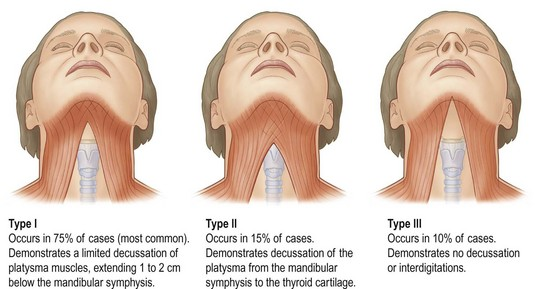 Type I
Occurs in 75% of cases (most common).
Demonstrates a limited decussation of
platysma muscles, extending 1 to 2 cm
below the mandibular symphysis.
Type II
Occurs in 15% of cases.
Demonstrates decussation of the
platysma from the mandibular
symphysis to the thyroid cartilage.
Type III
Occurs in 10% of cases.
Demonstrates no decussation
or interdigitations.